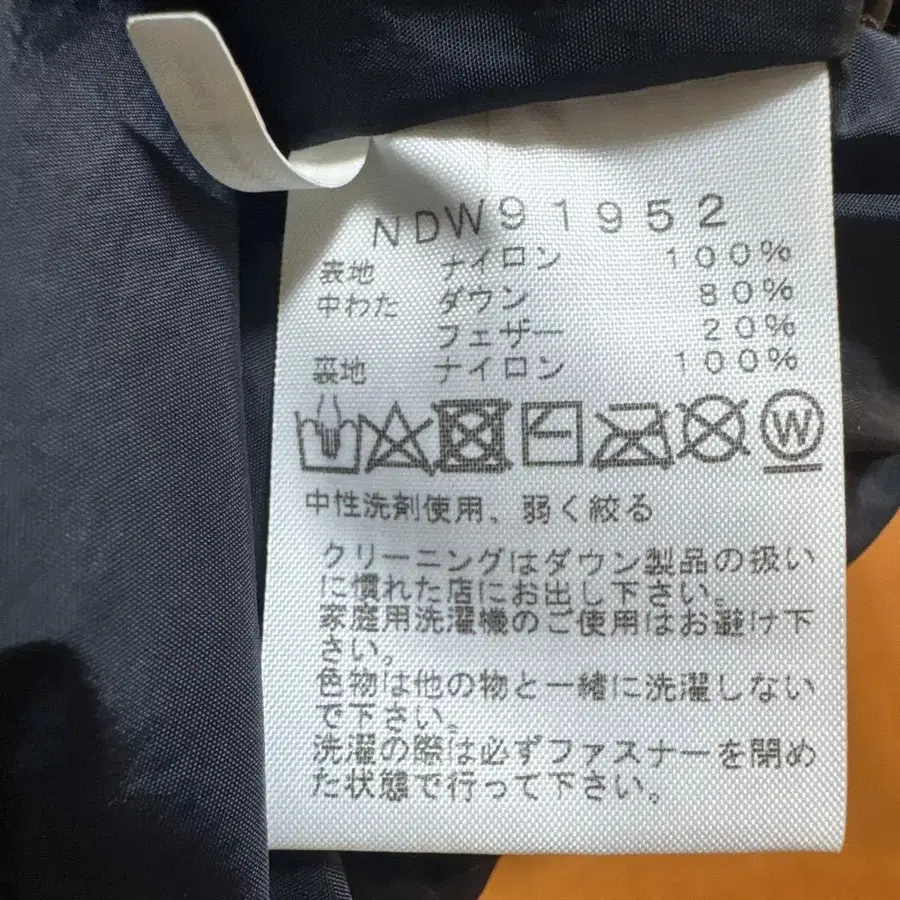 NDW91952
表地 ナイロン 100%
中わた ダウン 80%
フェザー 20%
裏地 ナイロン 100%
W
中性洗剤使用、弱く絞る
クリーニングはダウン製品の扱い
に慣れた店にお出し下さい。
家庭用洗濯機のご使用はお避け下
さい。
色物は他の物と一緒に洗濯しない
で下さい。
洗濯の際は必ずファスナーを閉め
た状態で行って下さい。